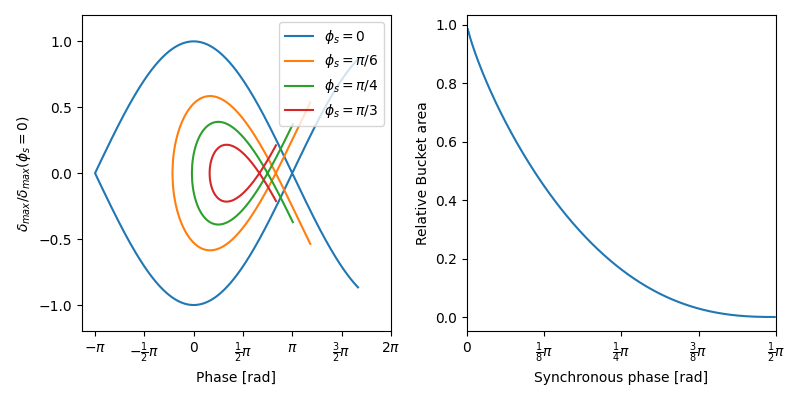 δ_max/δ_max(ϕ_s = 0)
1.0
0.5
0.0
−0.5
−1.0
ϕ_s = 0
ϕ_s = π/6
ϕ_s = π/4
ϕ_s = π/3
−π
−1/2π
0
1/2π
π
3/2π
2π
Phase [rad]
Relative Bucket area
1.0
0.8
0.6
0.4
0.2
0.0
0
1/8π
1/4π
3/8π
1/2π
Synchronous phase [rad]